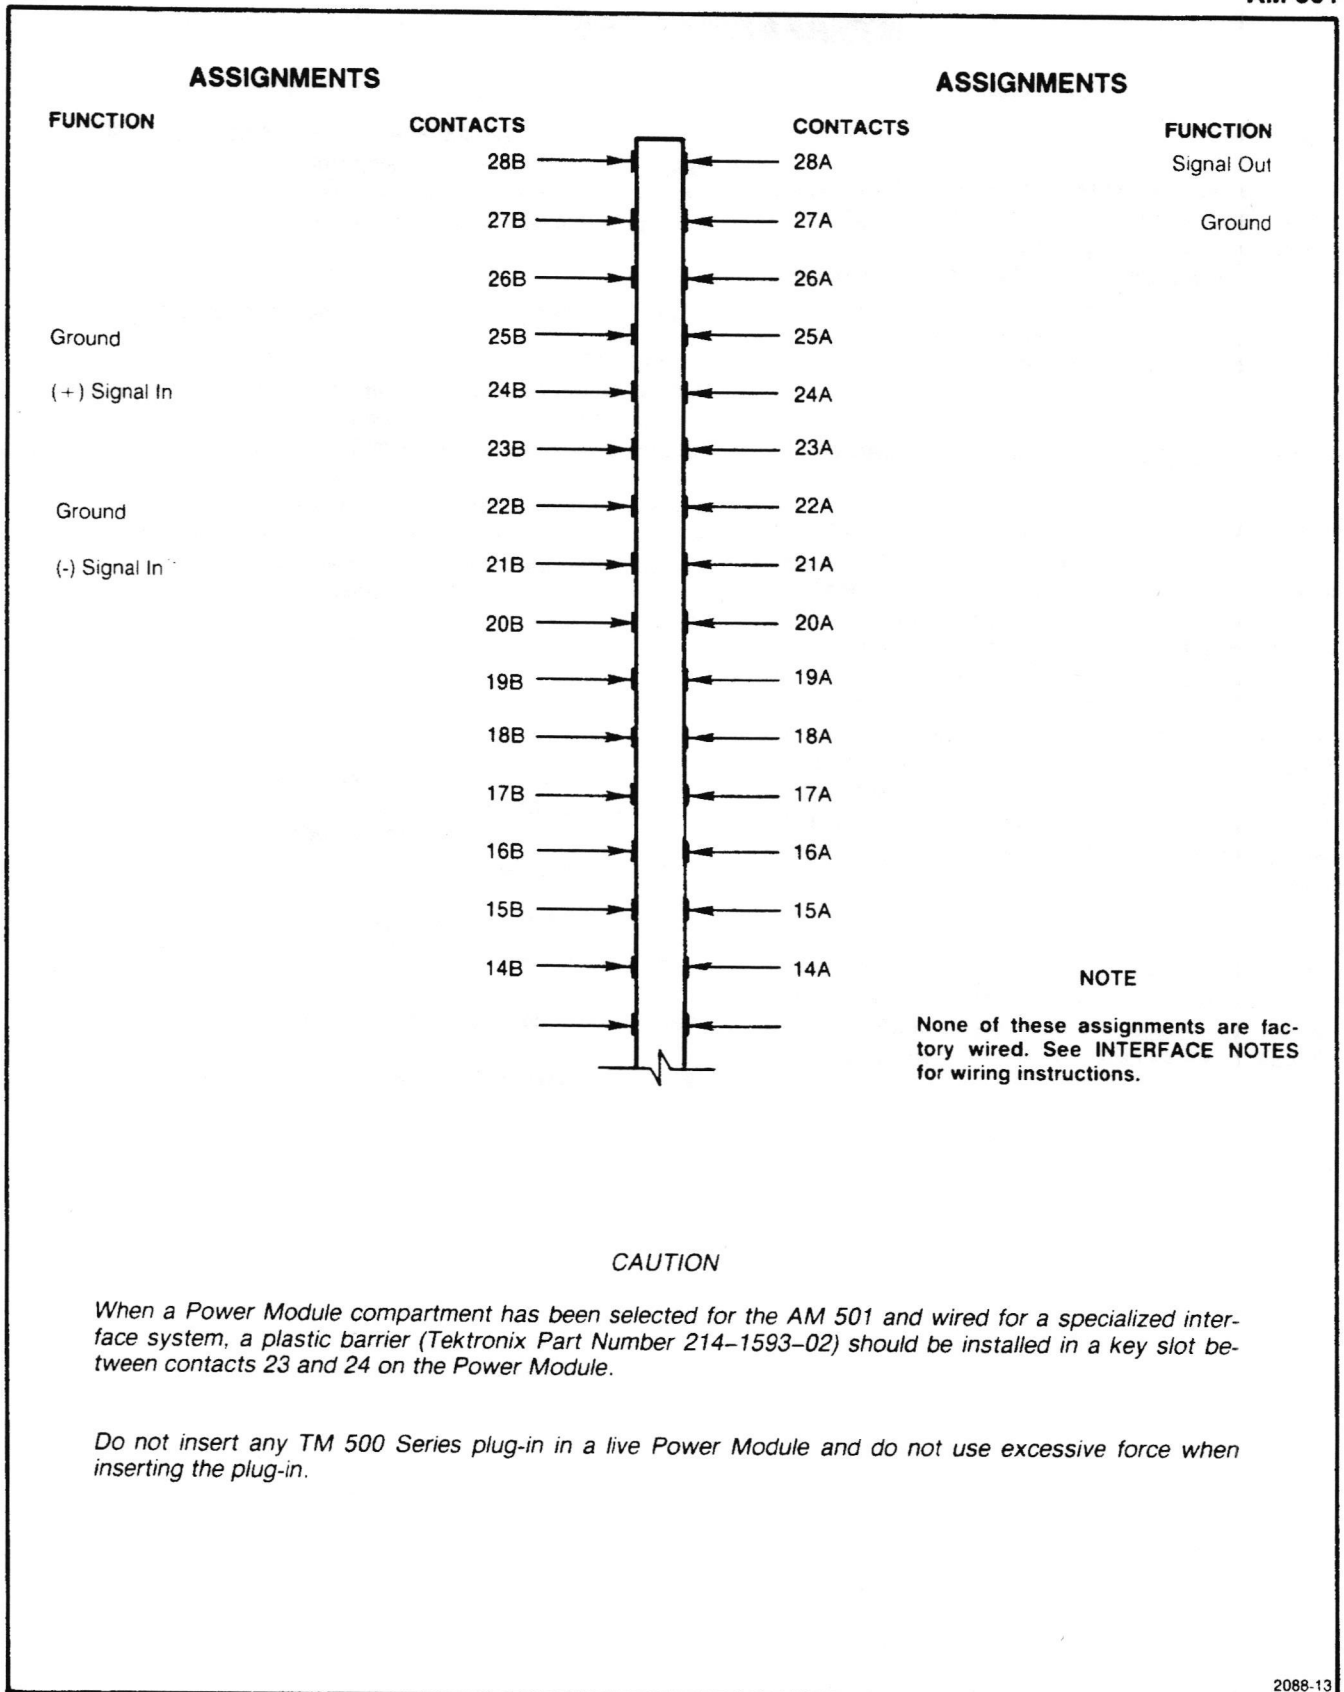 ASSIGNMENTS ASSIGNMENTS
FUNCTION CONTACTS CONTACTS FUNCTION
28B 28A Signal Out
27B 27A Ground
26B 26A
Ground 25B 25A
(+) Signal In 24B 24A
23B 23A
Ground 22B 22A
(-) Signal In 21B 21A
20B 20A
19B 19A
18B 18A
17B 17A
16B 16A
15B 15A
14B 14A
NOTE
None of these assignments are fac-
tory wired. See INTERFACE NOTES
for wiring instructions.
CAUTION
When a Power Module compartment has been selected for the AM 501 and wired for a specialized inter-
face system, a plastic barrier (Tektronix Part Number 214–1593–02) should be installed in a key slot be-
tween contacts 23 and 24 on the Power Module.
Do not insert any TM 500 Series plug-in in a live Power Module and do not use excessive force when
inserting the plug-in.
2088-13